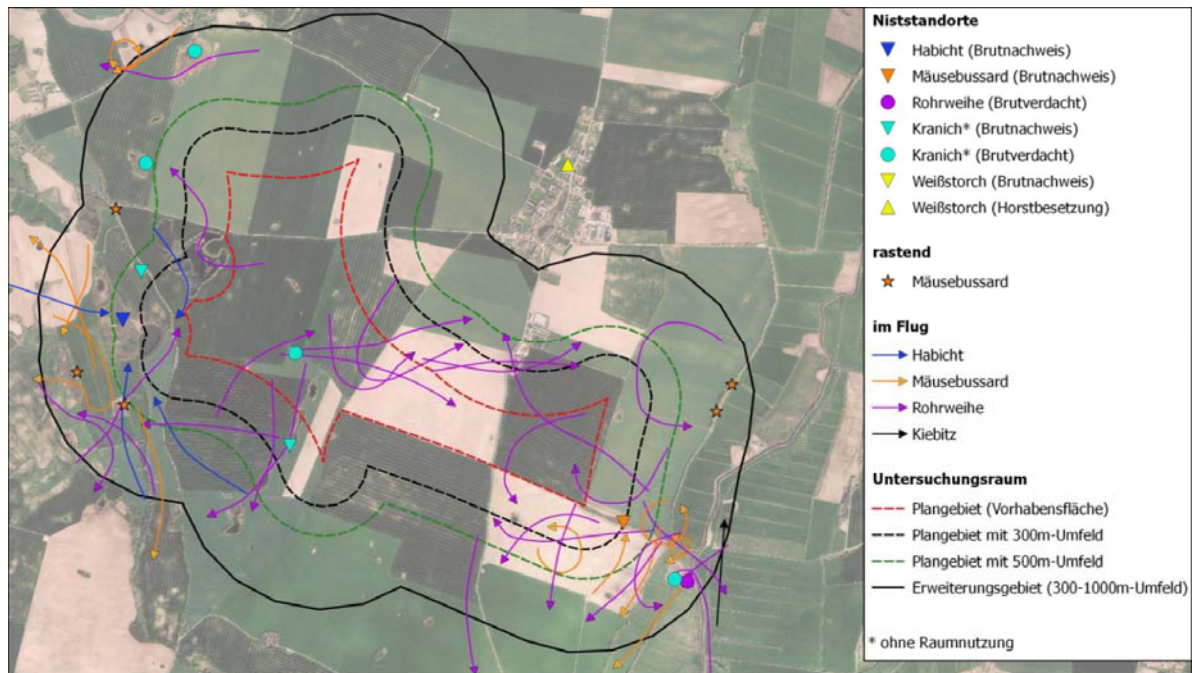 Niststandorte
Habicht (Brutnachweis)
Mäusebussard (Brutnachweis)
Rohrweihe (Brutverdacht)
Kranich* (Brutnachweis)
Kranich* (Brutverdacht)
Weißstorch (Brutnachweis)
Weißstorch (Horstbesetzung)
rastend
Mäusebussard
im Flug
Habicht
Mäusebussard
Rohrweihe
Kiebitz
Untersuchungsraum
Plangebiet (Vorhabensfläche)
Plangebiet mit 300m-Umfeld
Plangebiet mit 500m-Umfeld
Erweiterungsgebiet (300-1000m-Umfeld)
* ohne Raumnutzung